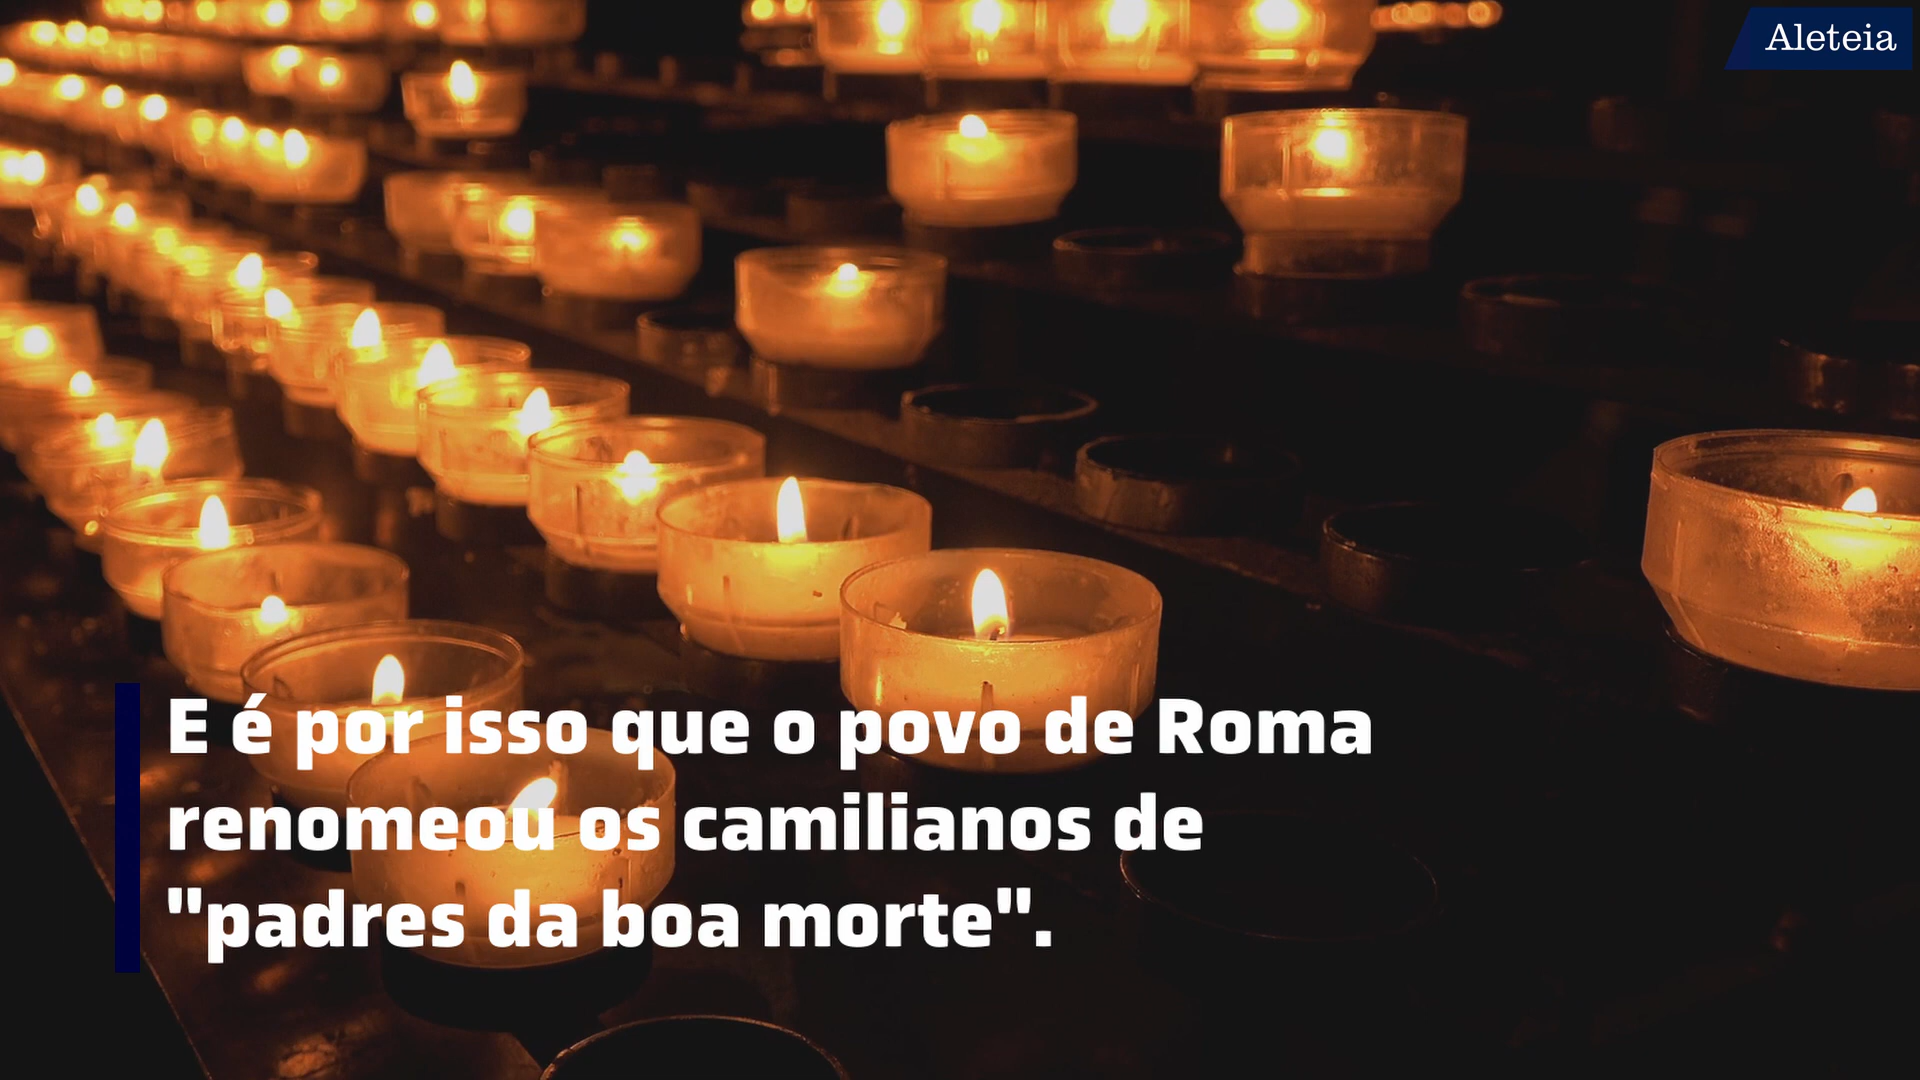 Aleteia
E é por isso que o povo de Roma
renomeou os camilianos de
"padres da boa morte".